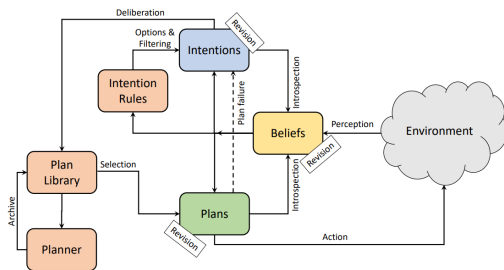 Deliberation
Options &
Filtering
Intentions
Revision
Intention
Rules
Plan failure
Introspection
Beliefs
Perception
Environment
Revision
Plan
Library
Selection
Plans
Introspection
Revision
Archive
Planner
Action